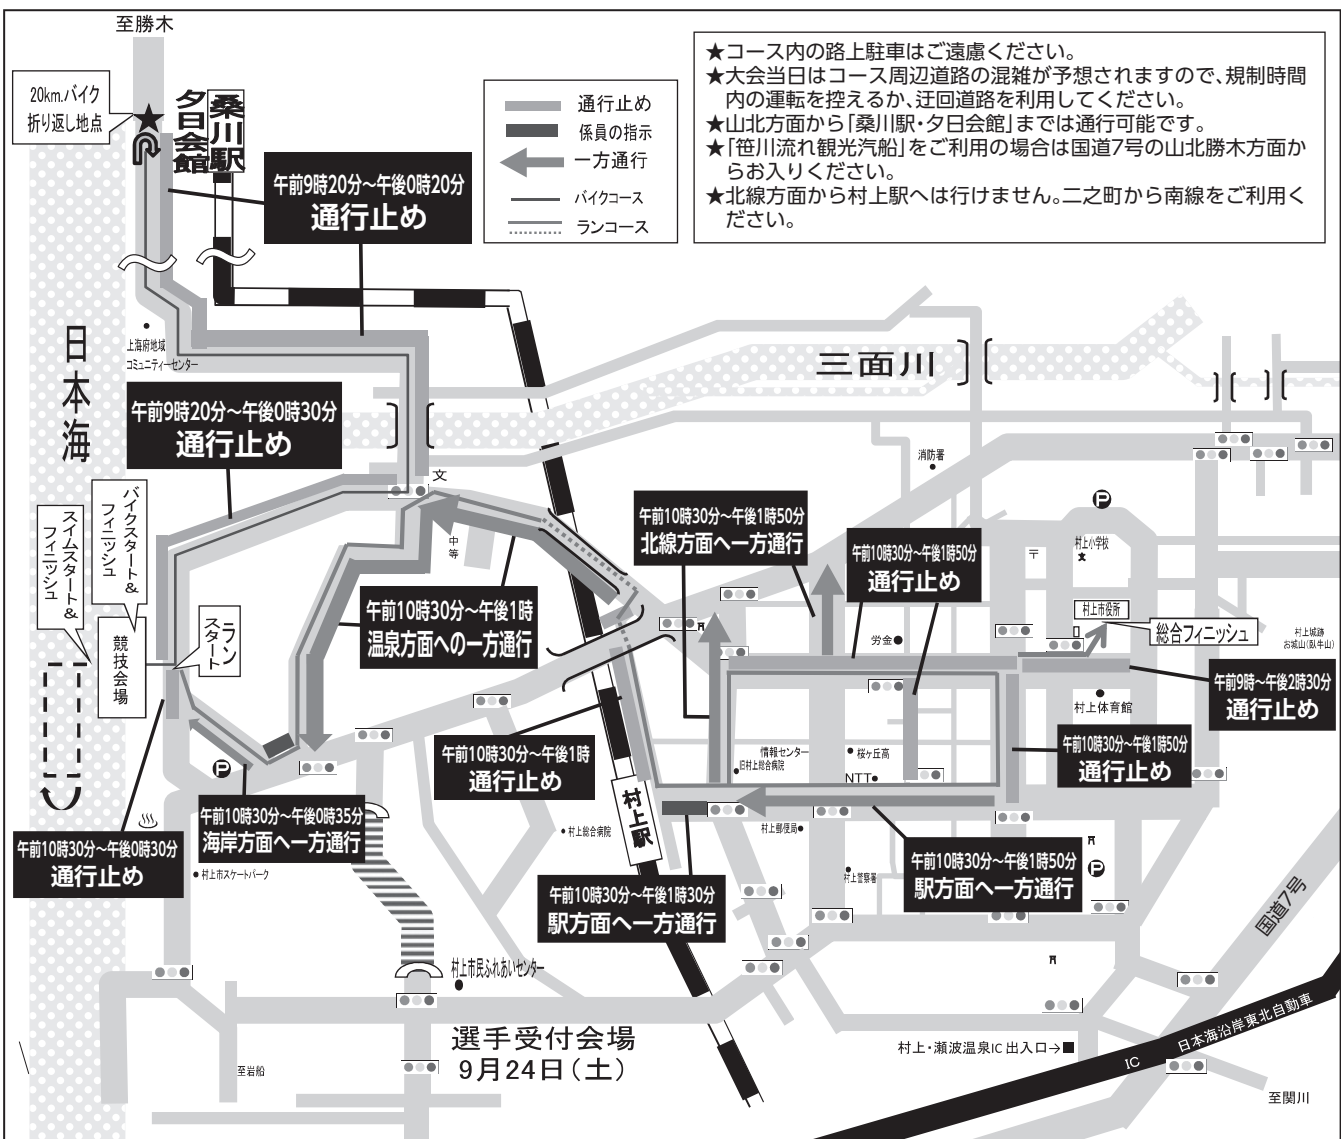 至勝木
20km.バイク
折り返し地点
夕日会館
桑川駅
通行止め
係員の指示
一方通行
バイクコース
ランコース
★コース内の路上駐車はご遠慮ください。
★大会当日はコース周辺道路の混雑が予想されますので、規制時間
内の運転を控えるか、迂回道路を利用してください。
★山北方面から「桑川駅・夕日会館」までは通行可能です。
★「笹川流れ観光汽船」をご利用の場合は国道7号の山北勝木方面か
らお入りください。
★北線方面から村上駅へは行けません。二之町から南線をご利用く
ださい。
午前9時20分～午後0時20分
通行止め
日本海
上海府地域
コミュニティーセンター
三面川
午前9時20分～午後0時30分
通行止め
文
中等
消防署
P
村上小学校
文
〒
午前10時30分～午後1時50分
北線方面へ一方通行
午前10時30分～午後1時50分
通行止め
スイムスタート&
フィニッシュ
バイクスタート&
フィニッシュ
競技会場
ラン
スタート
午前10時30分～午後1時
温泉方面への一方通行
労金
村上市役所
総合フィニッシュ
村上城跡
お城山(臥牛山)
午前9時～午後2時30分
通行止め
村上体育館
午前10時30分～午後1時
通行止め
情報センター
旧村上総合病院
桜ヶ丘高
NTT
午前10時30分～午後1時50分
通行止め
P
午前10時30分～午後0時35分
海岸方面へ一方通行
午前10時30分～午後0時30分
通行止め
村上市スケートパーク
村上総合病院
村上駅
村上郵便局
村上警察署
午前10時30分～午後1時50分
駅方面へ一方通行
P
午前10時30分～午後1時30分
駅方面へ一方通行
国道7号
村上市民ふれあいセンター
選手受付会場
9月24日(土)
至岩船
村上・瀬波温泉IC 出入口→■
IC
日本海沿岸東北自動車
至関川